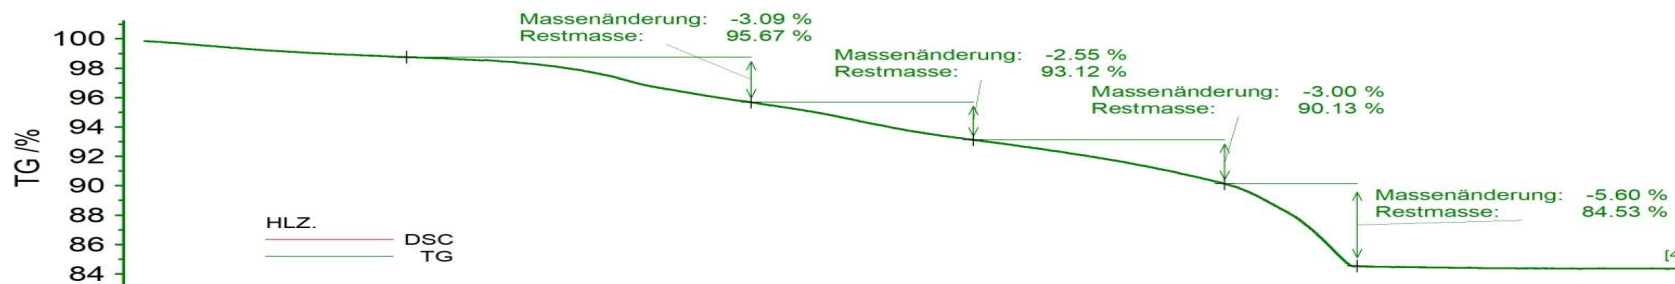 Massenänderung: -3.09 %
Restmasse: 95.67 %
Massenänderung: -2.55 %
Restmasse: 93.12 %
Massenänderung: -3.00 %
Restmasse: 90.13 %
Massenänderung: -5.60 %
Restmasse: 84.53 %
TG /%
100
98
96
94
92
90
88
86
84
HLZ.
DSC
TG
[4